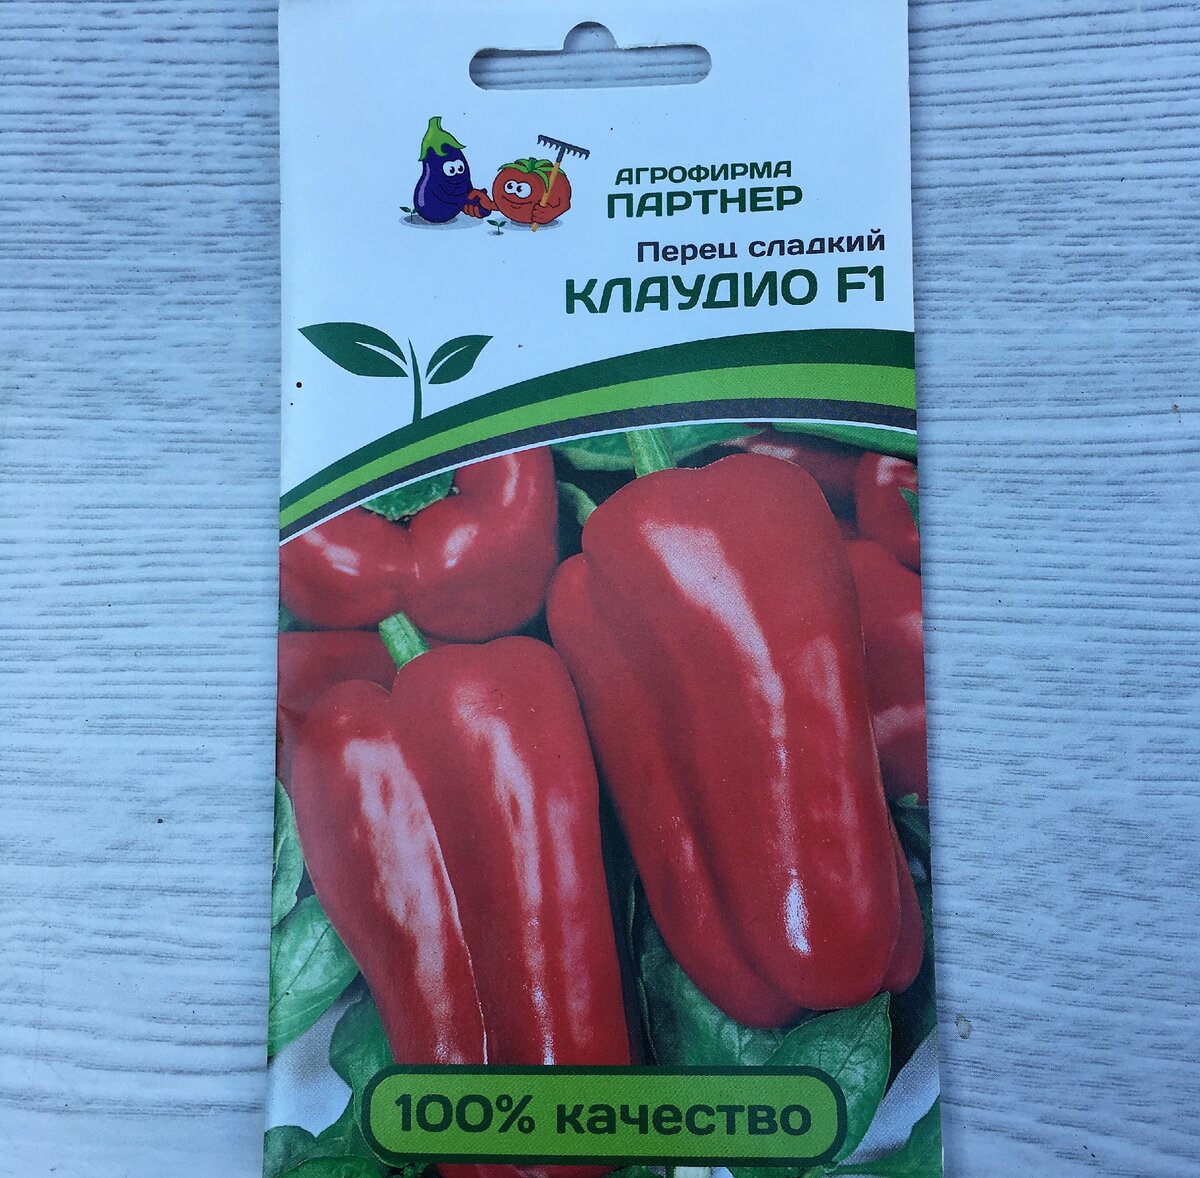 АГРОФИРМА
ПАРТНЕР
Перец сладкий
КЛАУДИО F1
100% качество